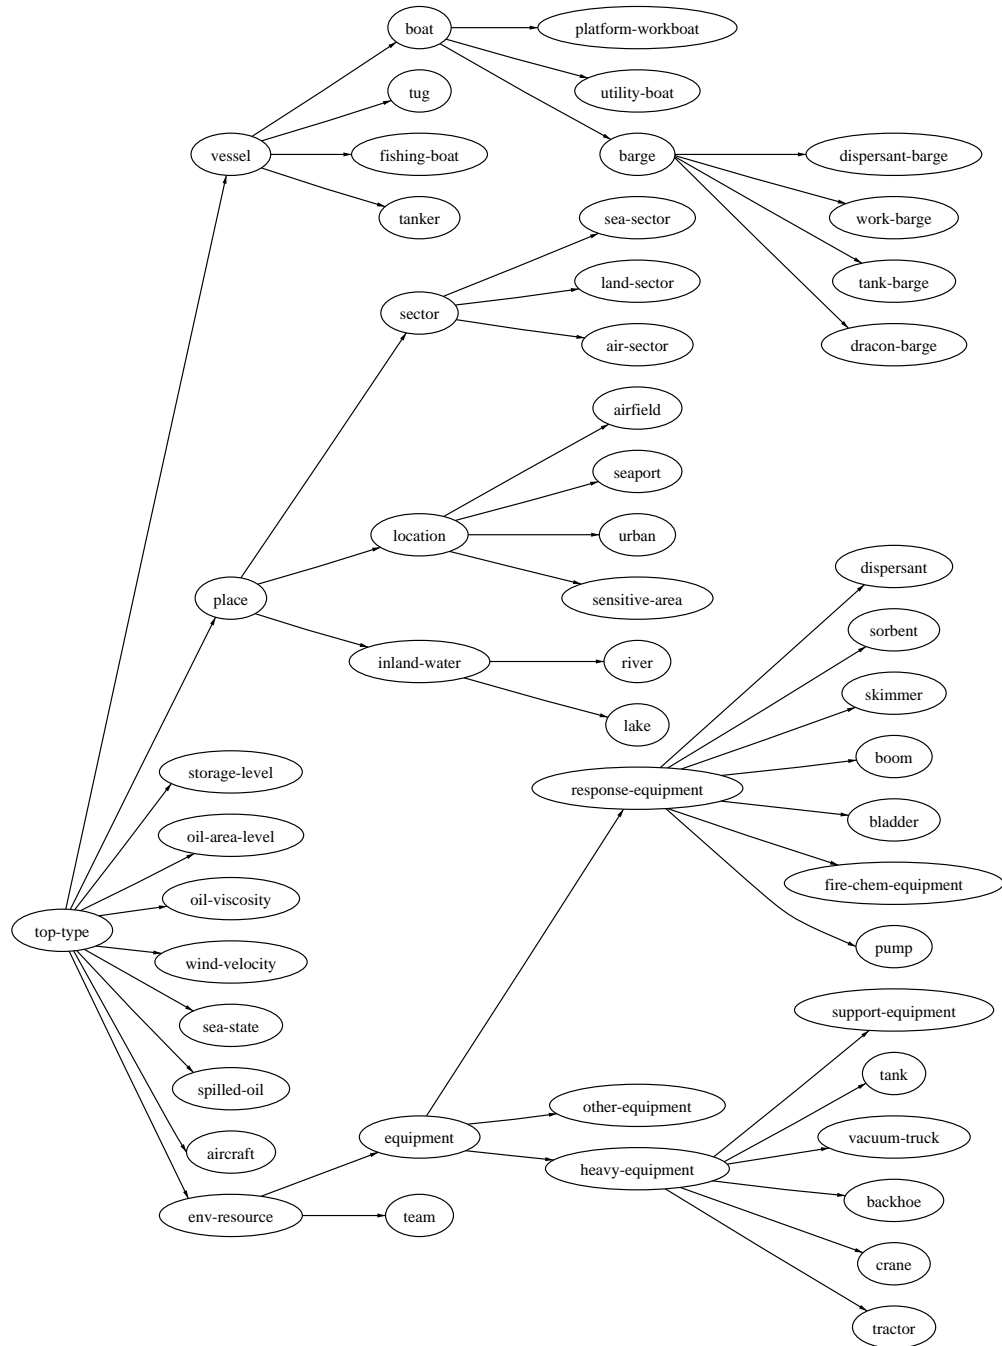 boat
platform-workboat
tug
utility-boat
vessel
fishing-boat
barge
dispersant-barge
tanker
sea-sector
work-barge
sector
land-sector
tank-barge
air-sector
dracon-barge
airfield
seaport
location
urban
dispersant
place
sensitive-area
sorbent
inland-water
river
skimmer
lake
boom
storage-level
response-equipment
oil-area-level
bladder
oil-viscosity
fire-chem-equipment
top-type
pump
wind-velocity
support-equipment
sea-state
tank
spilled-oil
other-equipment
equipment
vacuum-truck
aircraft
heavy-equipment
backhoe
env-resource
team
crane
tractor